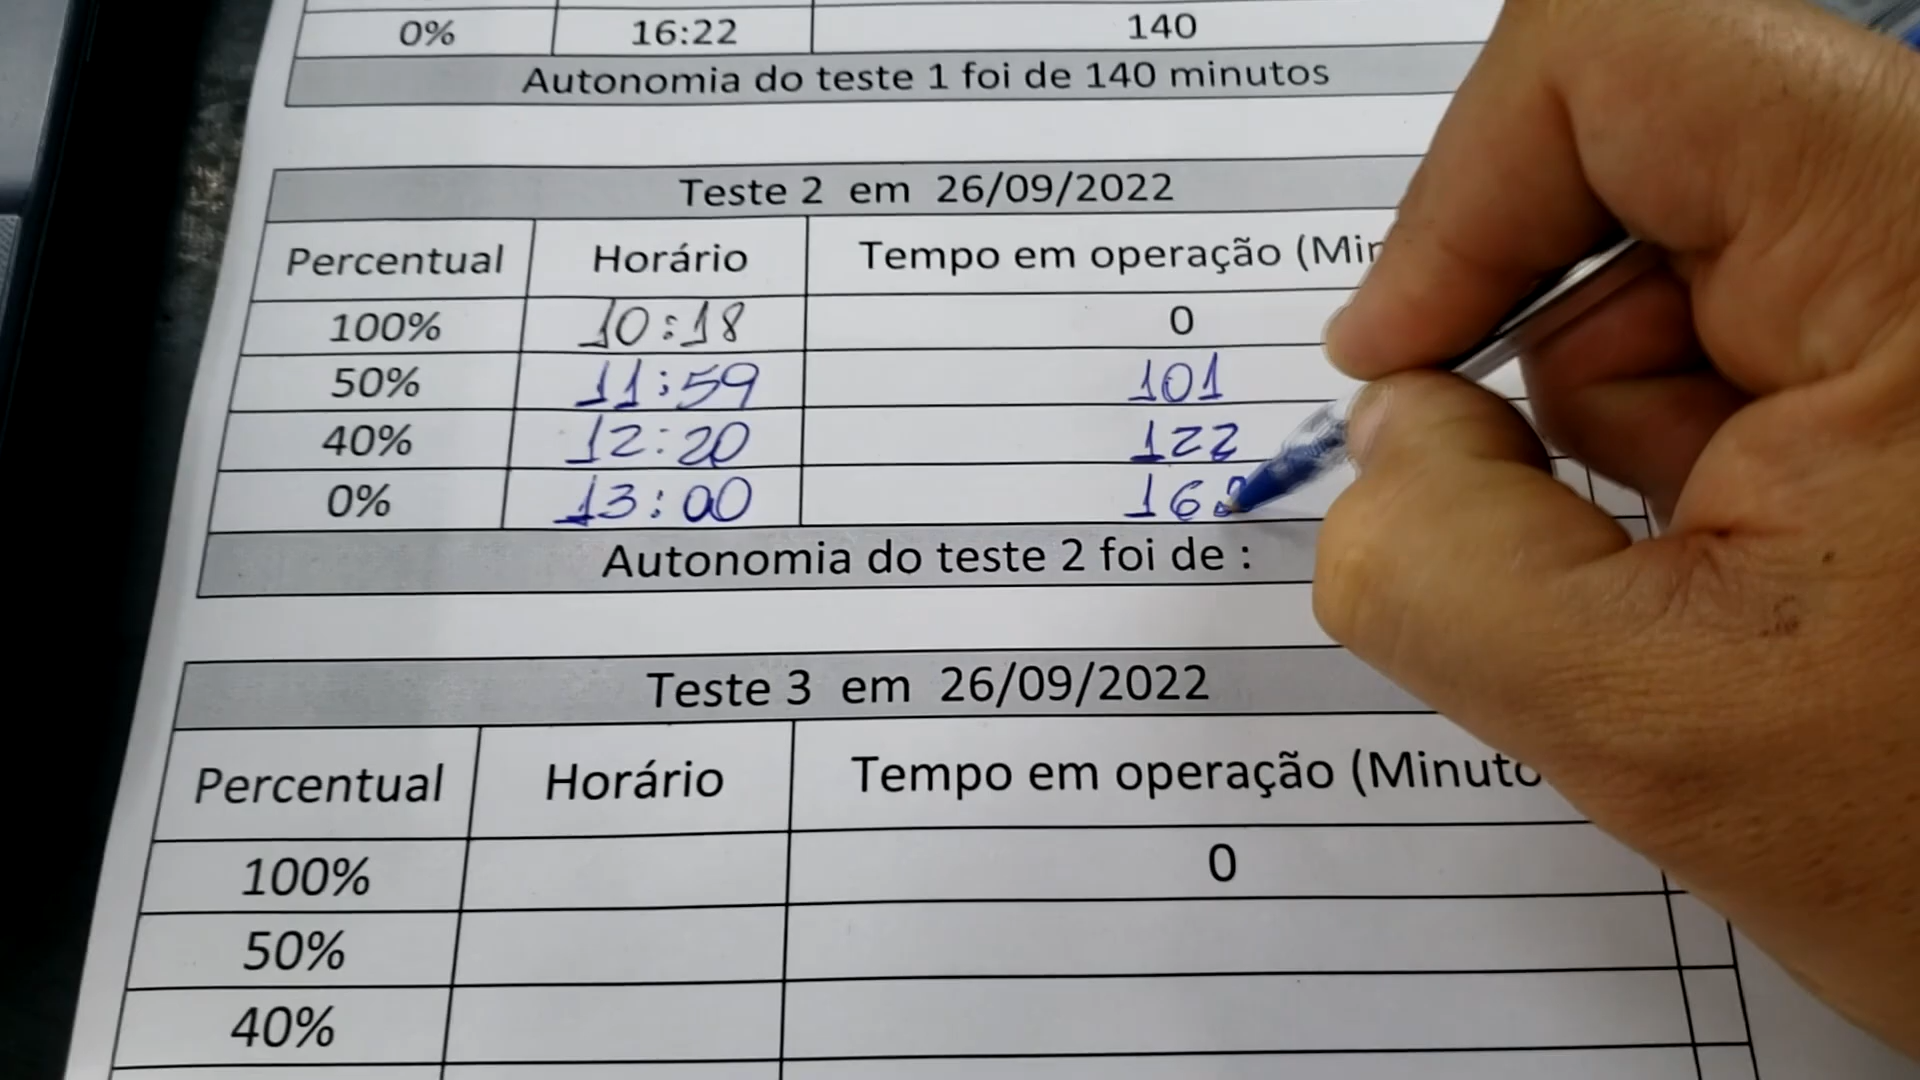 0% 16:22 140
Autonomia do teste 1 foi de 140 minutos
Teste 2 em 26/09/2022
Percentual Horário Tempo em operação (Min
100% 10:18 0
50% 11:59 101
40% 12:20 122
0% 13:00 162
Autonomia do teste 2 foi de :
Teste 3 em 26/09/2022
Percentual Horário Tempo em operação (Minuto
100% 0
50%
40%